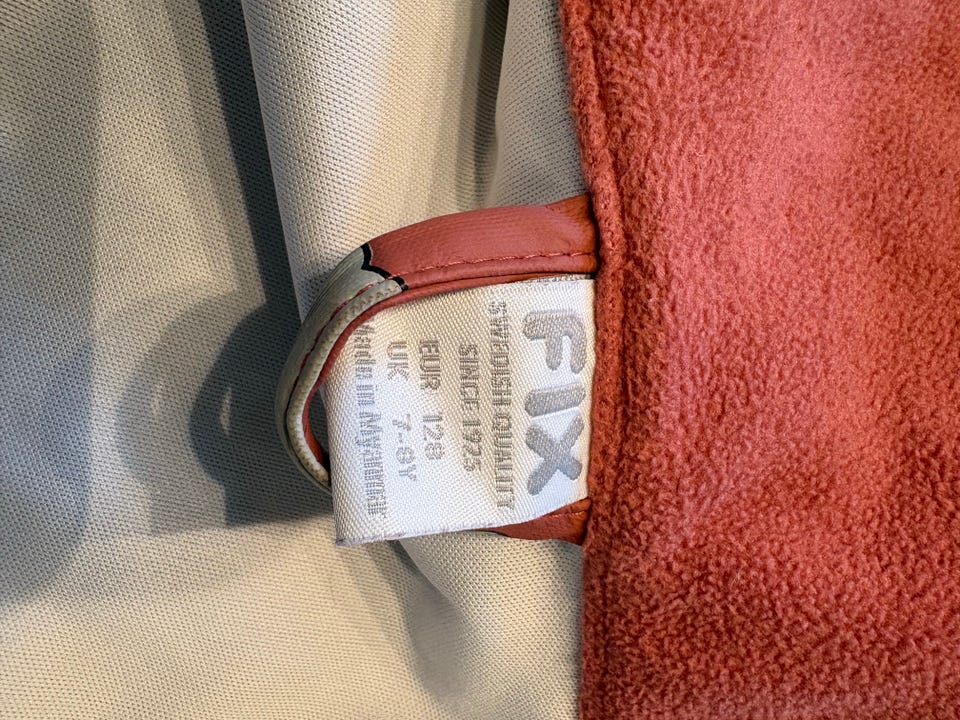 FIX
SWEDISH QUALITY
SINCE 1925
EUR 128
UK 7-8Y
Made in Myanmar